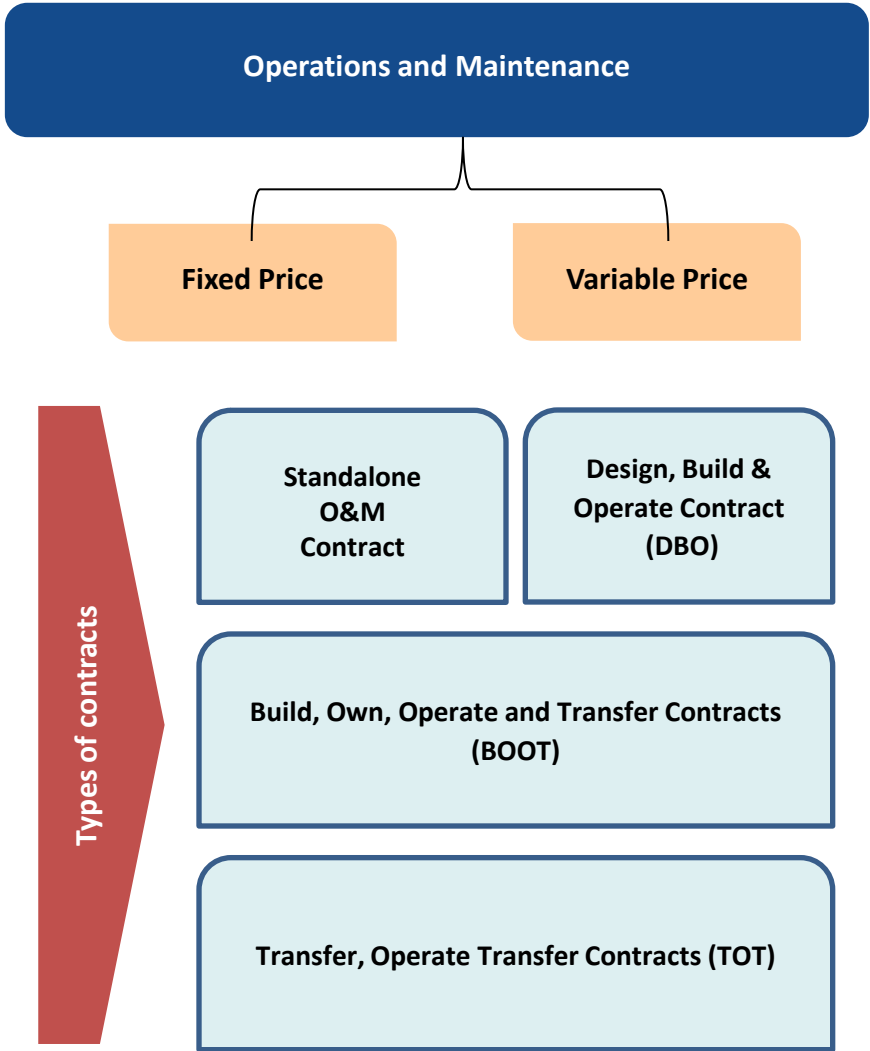 Operations and Maintenance
Fixed Price
Variable Price
Types of contracts
Standalone
O&M
Contract
Design, Build &
Operate Contract
(DBO)
Build, Own, Operate and Transfer Contracts
(BOOT)
Transfer, Operate Transfer Contracts (TOT)